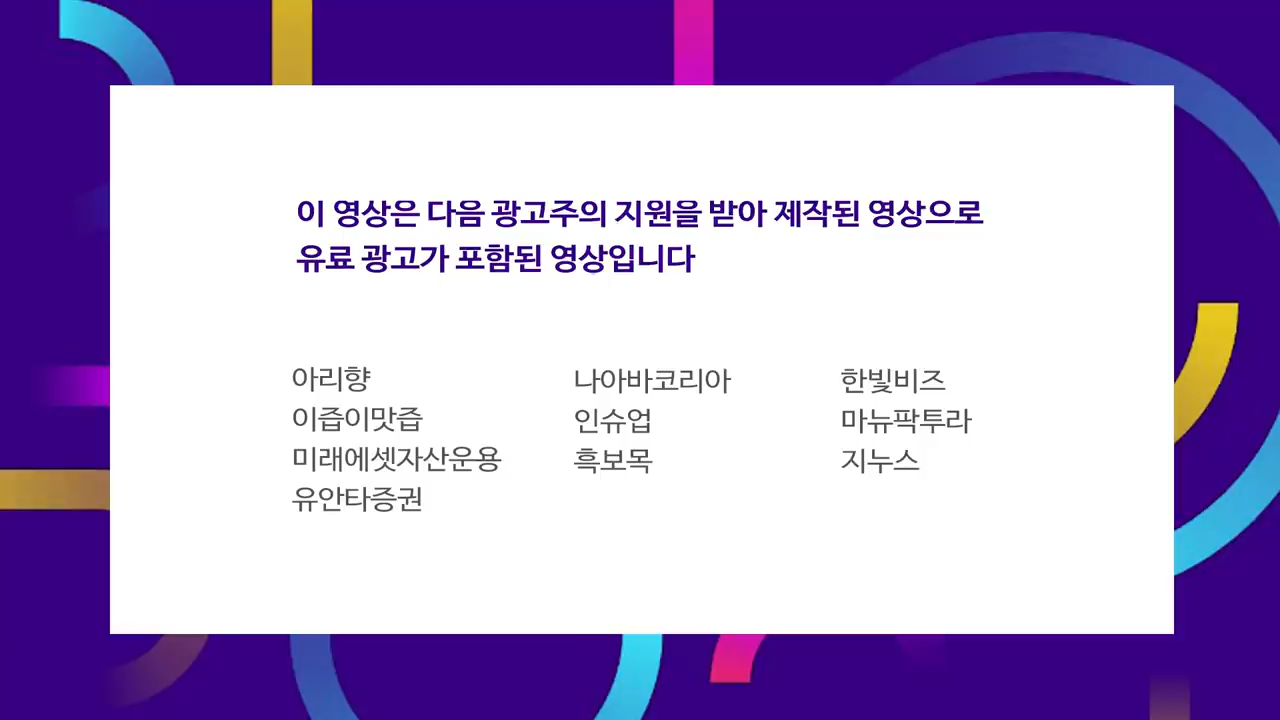 이 영상은 다음 광고주의 지원을 받아 제작된 영상으로
유료 광고가 포함된 영상입니다
아리향
이즙이맛즙
미래에셋자산운용
유안타증권
나아바코리아
인슈업
흑보목
한빛비즈
마뉴팍투라
지누스